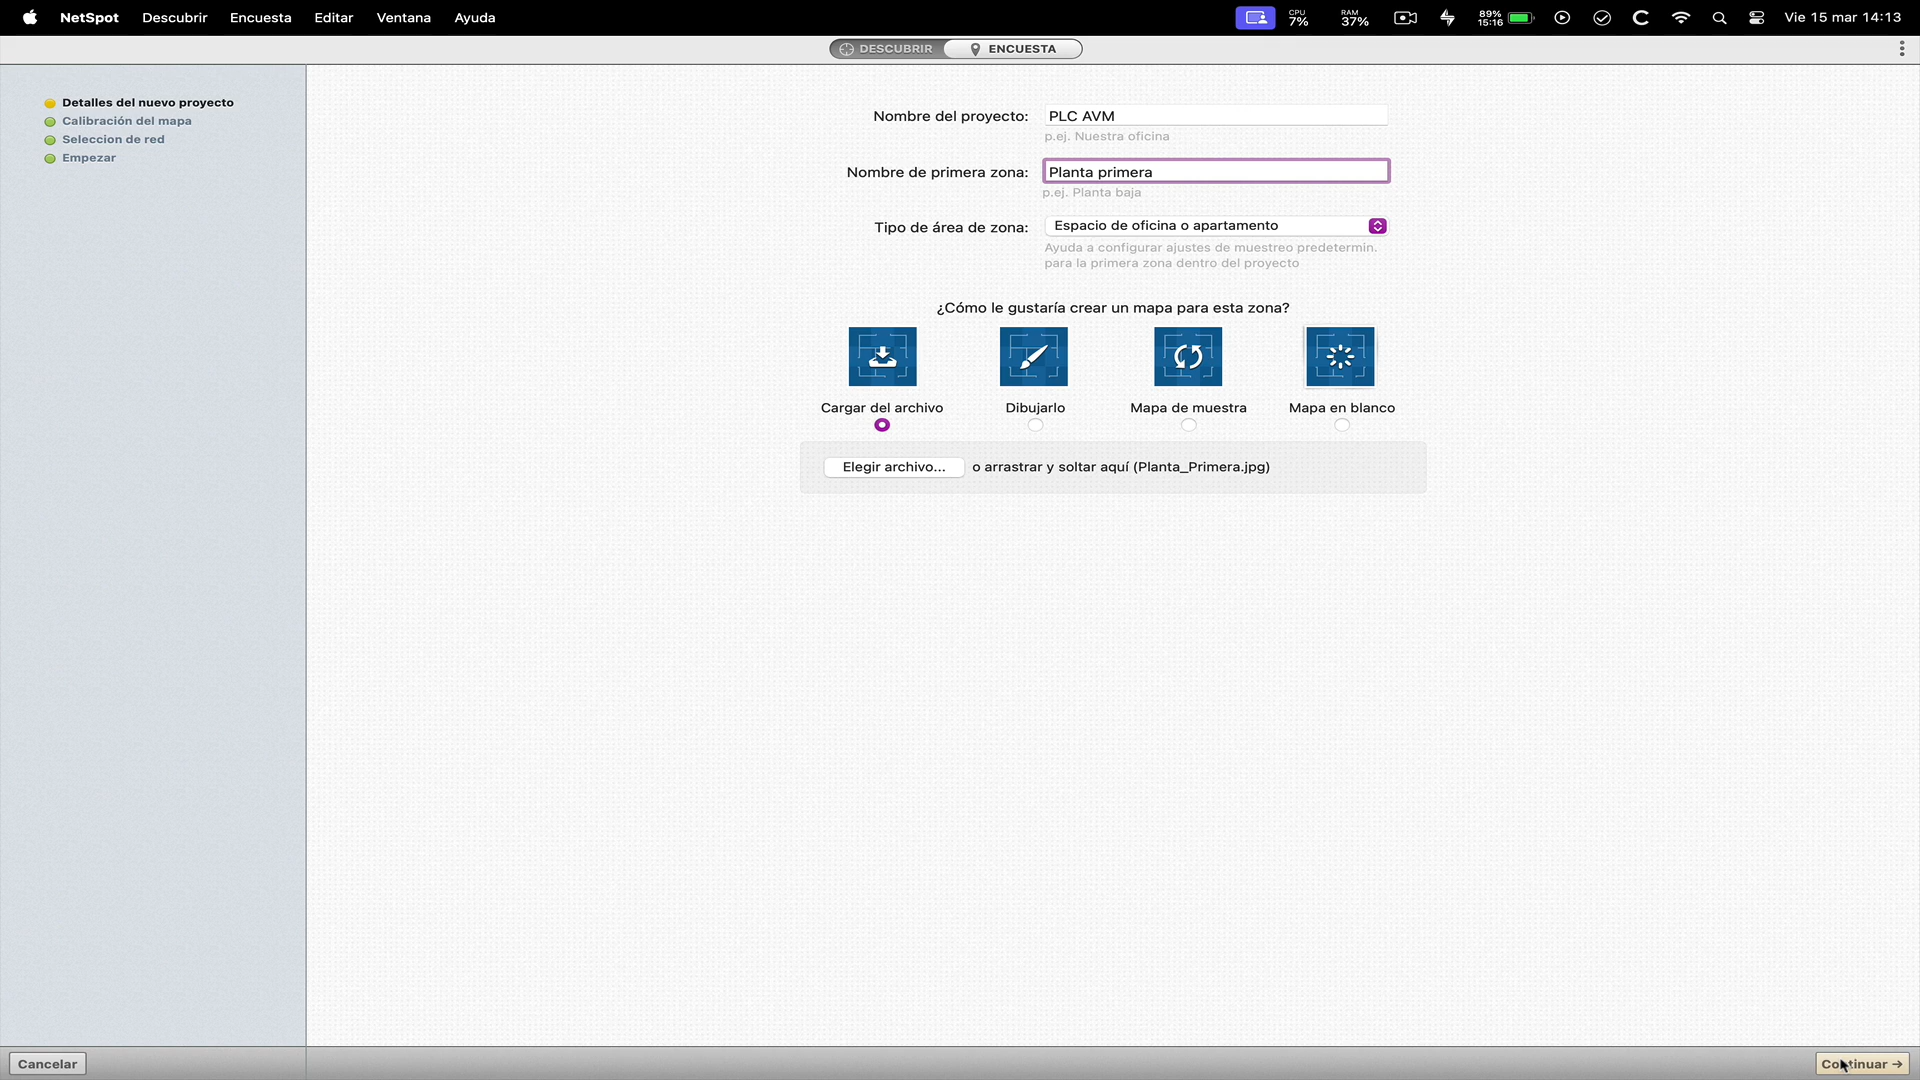 NetSpot Descubrir Encuesta Editar Ventana Ayuda CPU 7% RAM 37% 89% 15:16 Vie 15 mar 14:13
DESCUBRIR ENCUESTA
Detalles del nuevo proyecto
Calibración del mapa
Seleccion de red
Empezar
Nombre del proyecto: PLC AVM
p.ej. Nuestra oficina
Nombre de primera zona: Planta primera
p.ej. Planta baja
Tipo de área de zona: Espacio de oficina o apartamento
Ayuda a configurar ajustes de muestreo predetermin.
para la primera zona dentro del proyecto
¿Cómo le gustaría crear un mapa para esta zona?
Cargar del archivo Dibujarlo Mapa de muestra Mapa en blanco
Elegir archivo... o arrastrar y soltar aquí (Planta_Primera.jpg)
Cancelar Continuar →